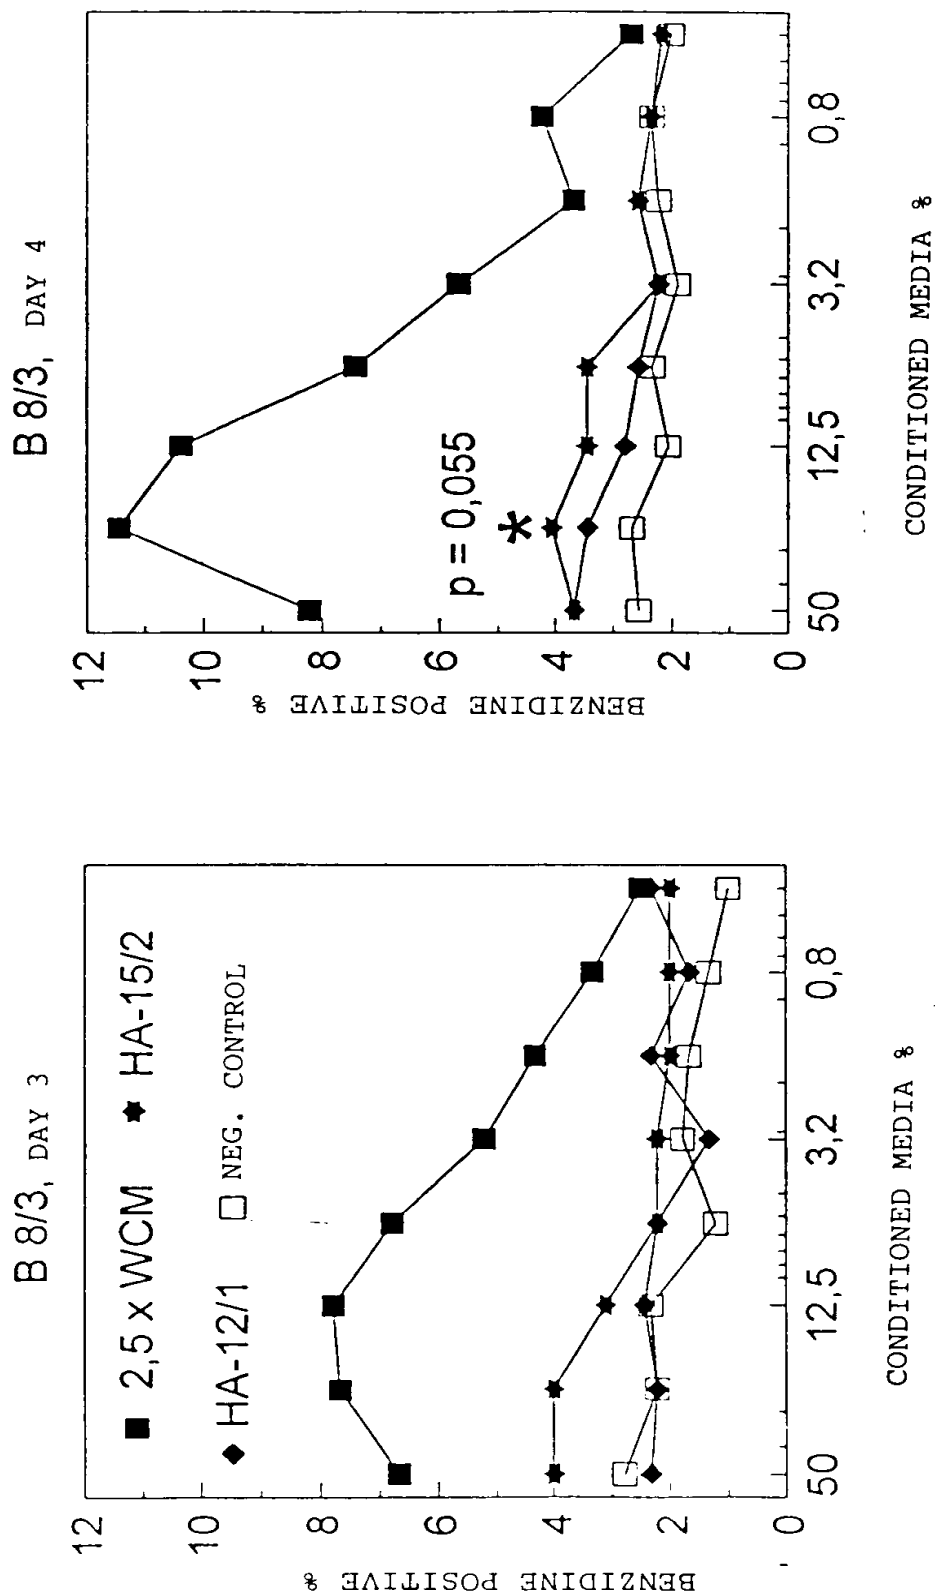 B 8/3, DAY 3
■ 2,5 x WCM ★ HA-15/2
◆ HA-12/1 □ NEG. CONTROL
BENZIDINE POSITIVE %
12
10
8
6
4
2
0
50 12,5 3,2 0,8
CONDITIONED MEDIA %
B 8/3, DAY 4
p = 0,055
*
BENZIDINE POSITIVE %
12
10
8
6
4
2
0
50 12,5 3,2 0,8
CONDITIONED MEDIA %